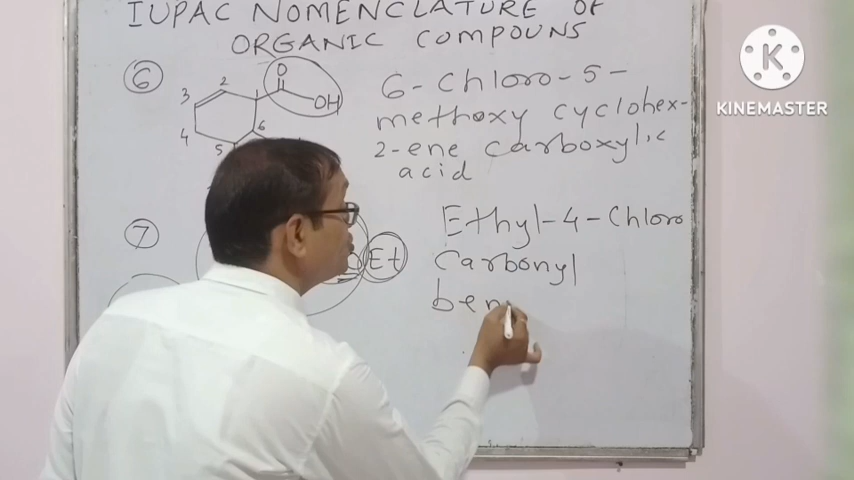 IUPAC NOMENCLATURE OF
ORGANIC COMPOUNS
6
O
OH
1
2
3
4
5
6
6-Chloro-5-
methoxy cyclohex-
2-ene carboxylic
acid
7
Et
Ethyl-4-Chloro
Carbonyl
ben
K
KINEMASTER